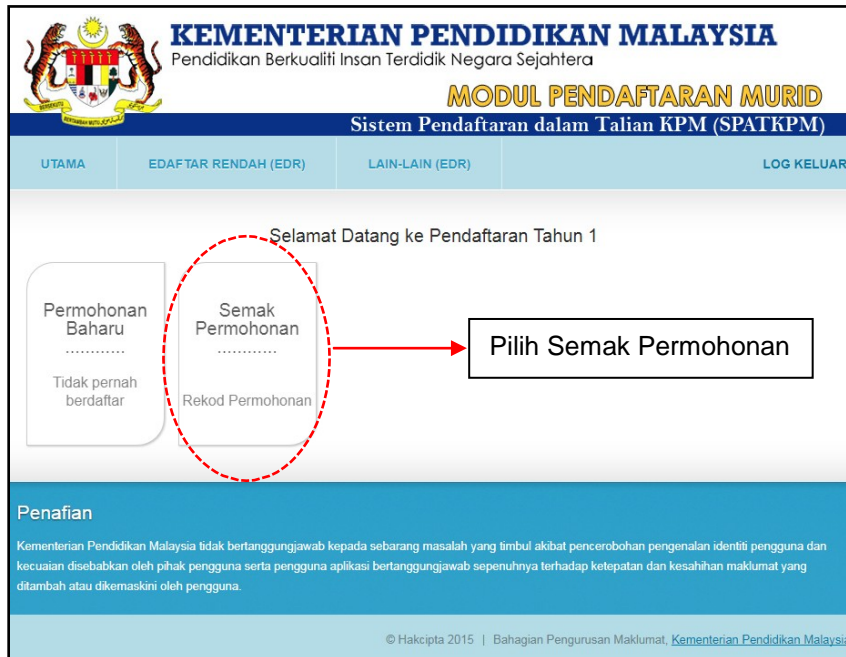 KEMENTERIAN PENDIDIKAN MALAYSIA
Pendidikan Berkualiti Insan Terdidik Negara Sejahtera
MODUL PENDAFTARAN MURID
Sistem Pendaftaran dalam Talian KPM (SPATKPM)
UTAMA
EDAFTAR RENDAH (EDR)
LAIN-LAIN (EDR)
LOG KELUAR
Selamat Datang ke Pendaftaran Tahun 1
Permohonan
Baharu
............
Tidak pernah
berdaftar
Semak
Permohonan
............
Rekod Permohonan
Pilih Semak Permohonan
Penafian
Kementerian Pendidikan Malaysia tidak bertanggungjawab kepada sebarang masalah yang timbul akibat pencerobohan pengenalan identiti pengguna dan
kecuaian disebabkan oleh pihak pengguna serta pengguna aplikasi bertanggungjawab sepenuhnya terhadap ketepatan dan kesahihan maklumat yang
ditambah atau dikemaskini oleh pengguna.
© Hakcipta 2015 | Bahagian Pengurusan Maklumat, Kementerian Pendidikan Malaysia